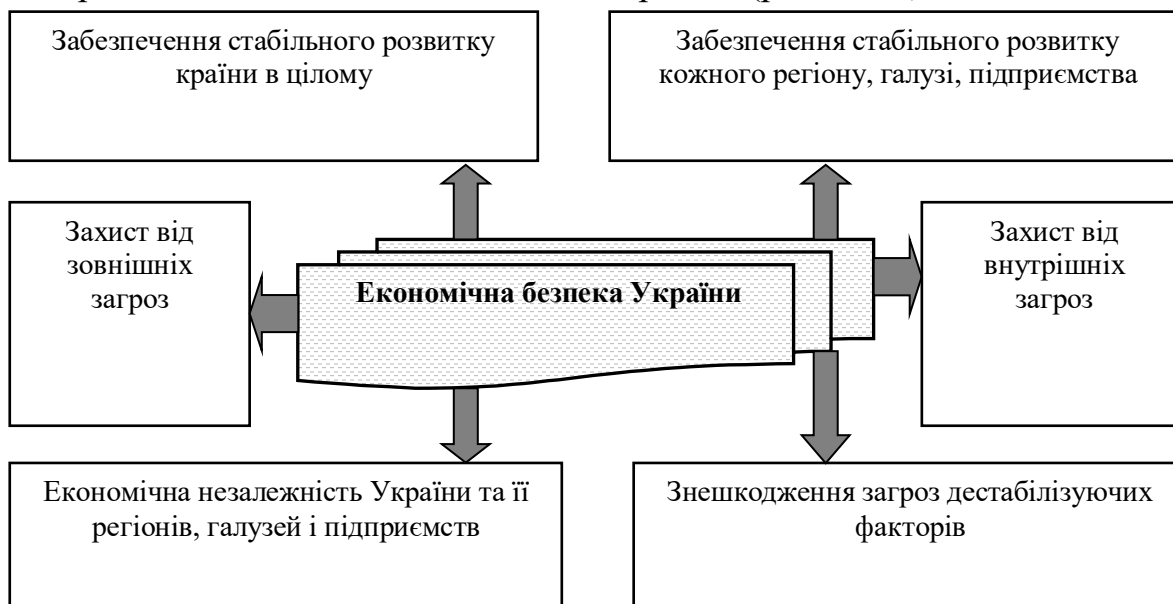 Забезпечення стабільного розвитку
країни в цілому
Забезпечення стабільного розвитку
кожного регіону, галузі, підприємства
Захист від
зовнішніх
загроз
Економічна безпека України
Захист від
внутрішніх
загроз
Економічна незалежність України та її
регіонів, галузей і підприємств
Знешкодження загроз дестабілізуючих
факторів